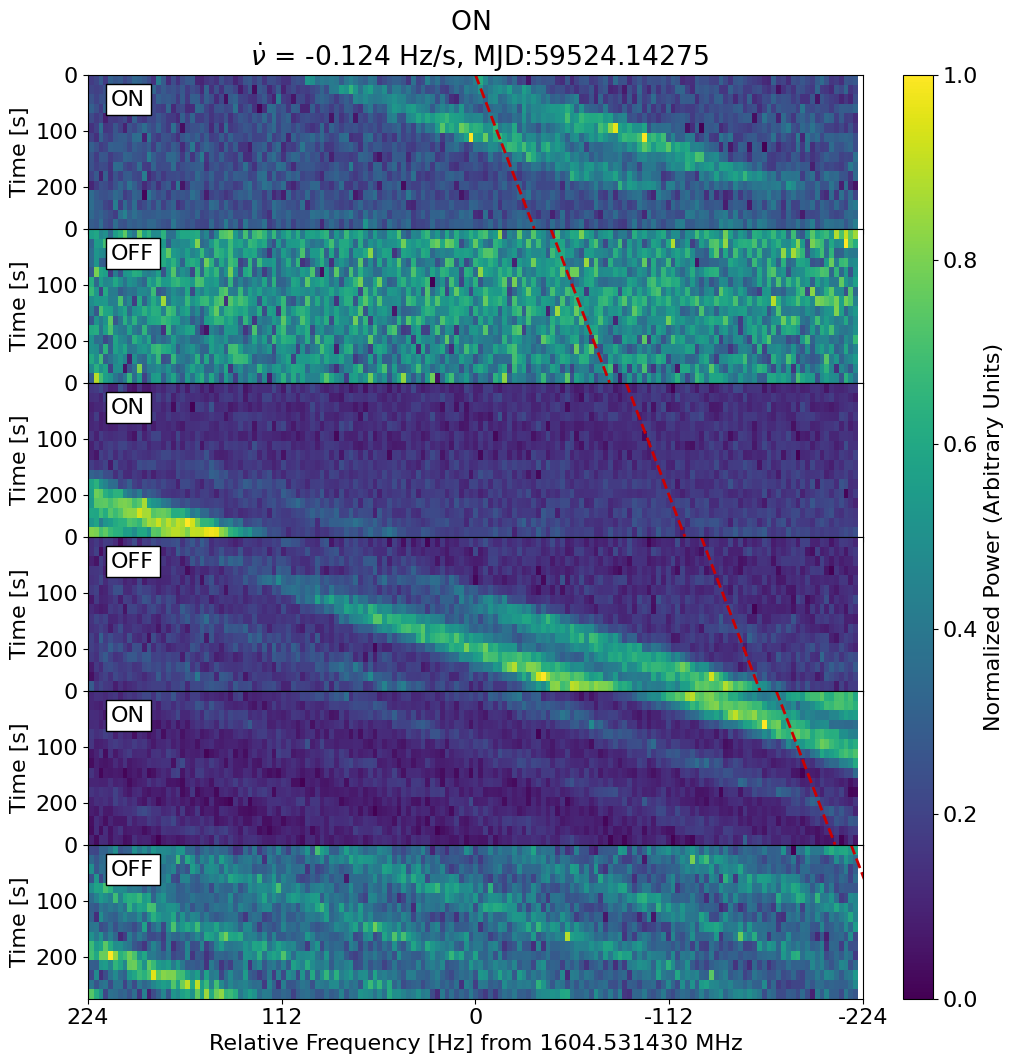 ON
ν̇ = -0.124 Hz/s, MJD:59524.14275
0
ON
100
200
Time [s]
0
OFF
100
200
Time [s]
0
ON
100
200
Time [s]
0
OFF
100
200
Time [s]
0
ON
100
200
Time [s]
0
OFF
100
200
Time [s]
224 112 0 -112 -224
Relative Frequency [Hz] from 1604.531430 MHz
1.0
0.8
0.6
0.4
0.2
0.0
Normalized Power (Arbitrary Units)